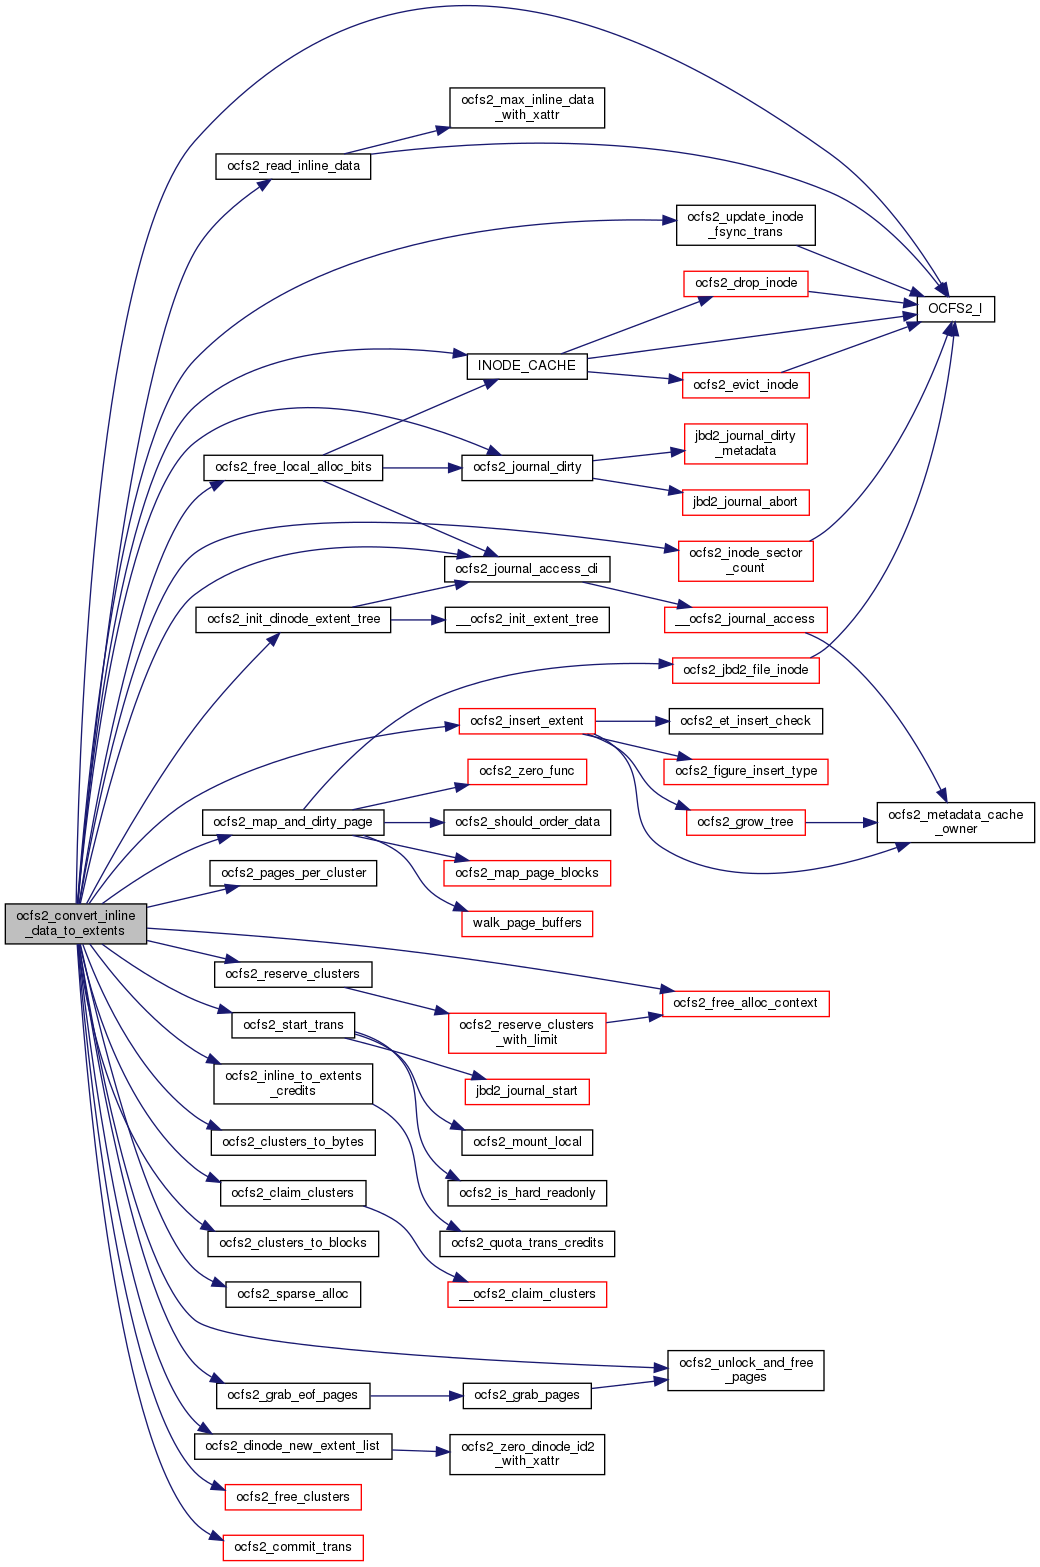 ocfs2_max_inline_data
_with_xattr
ocfs2_read_inline_data
ocfs2_update_inode
_fsync_trans
ocfs2_drop_inode
OCFS2_I
INODE_CACHE
ocfs2_evict_inode
jbd2_journal_dirty
_metadata
ocfs2_free_local_alloc_bits
ocfs2_journal_dirty
jbd2_journal_abort
ocfs2_inode_sector
_count
ocfs2_journal_access_di
ocfs2_init_dinode_extent_tree
__ocfs2_init_extent_tree
__ocfs2_journal_access
ocfs2_jbd2_file_inode
ocfs2_insert_extent
ocfs2_et_insert_check
ocfs2_zero_func
ocfs2_figure_insert_type
ocfs2_map_and_dirty_page
ocfs2_should_order_data
ocfs2_grow_tree
ocfs2_metadata_cache
_owner
ocfs2_pages_per_cluster
ocfs2_map_page_blocks
ocfs2_convert_inline
_data_to_extents
walk_page_buffers
ocfs2_reserve_clusters
ocfs2_free_alloc_context
ocfs2_start_trans
ocfs2_reserve_clusters
_with_limit
ocfs2_inline_to_extents
_credits
jbd2_journal_start
ocfs2_clusters_to_bytes
ocfs2_mount_local
ocfs2_claim_clusters
ocfs2_is_hard_readonly
ocfs2_clusters_to_blocks
ocfs2_quota_trans_credits
ocfs2_sparse_alloc
__ocfs2_claim_clusters
ocfs2_unlock_and_free
_pages
ocfs2_grab_eof_pages
ocfs2_grab_pages
ocfs2_dinode_new_extent_list
ocfs2_zero_dinode_id2
_with_xattr
ocfs2_free_clusters
ocfs2_commit_trans